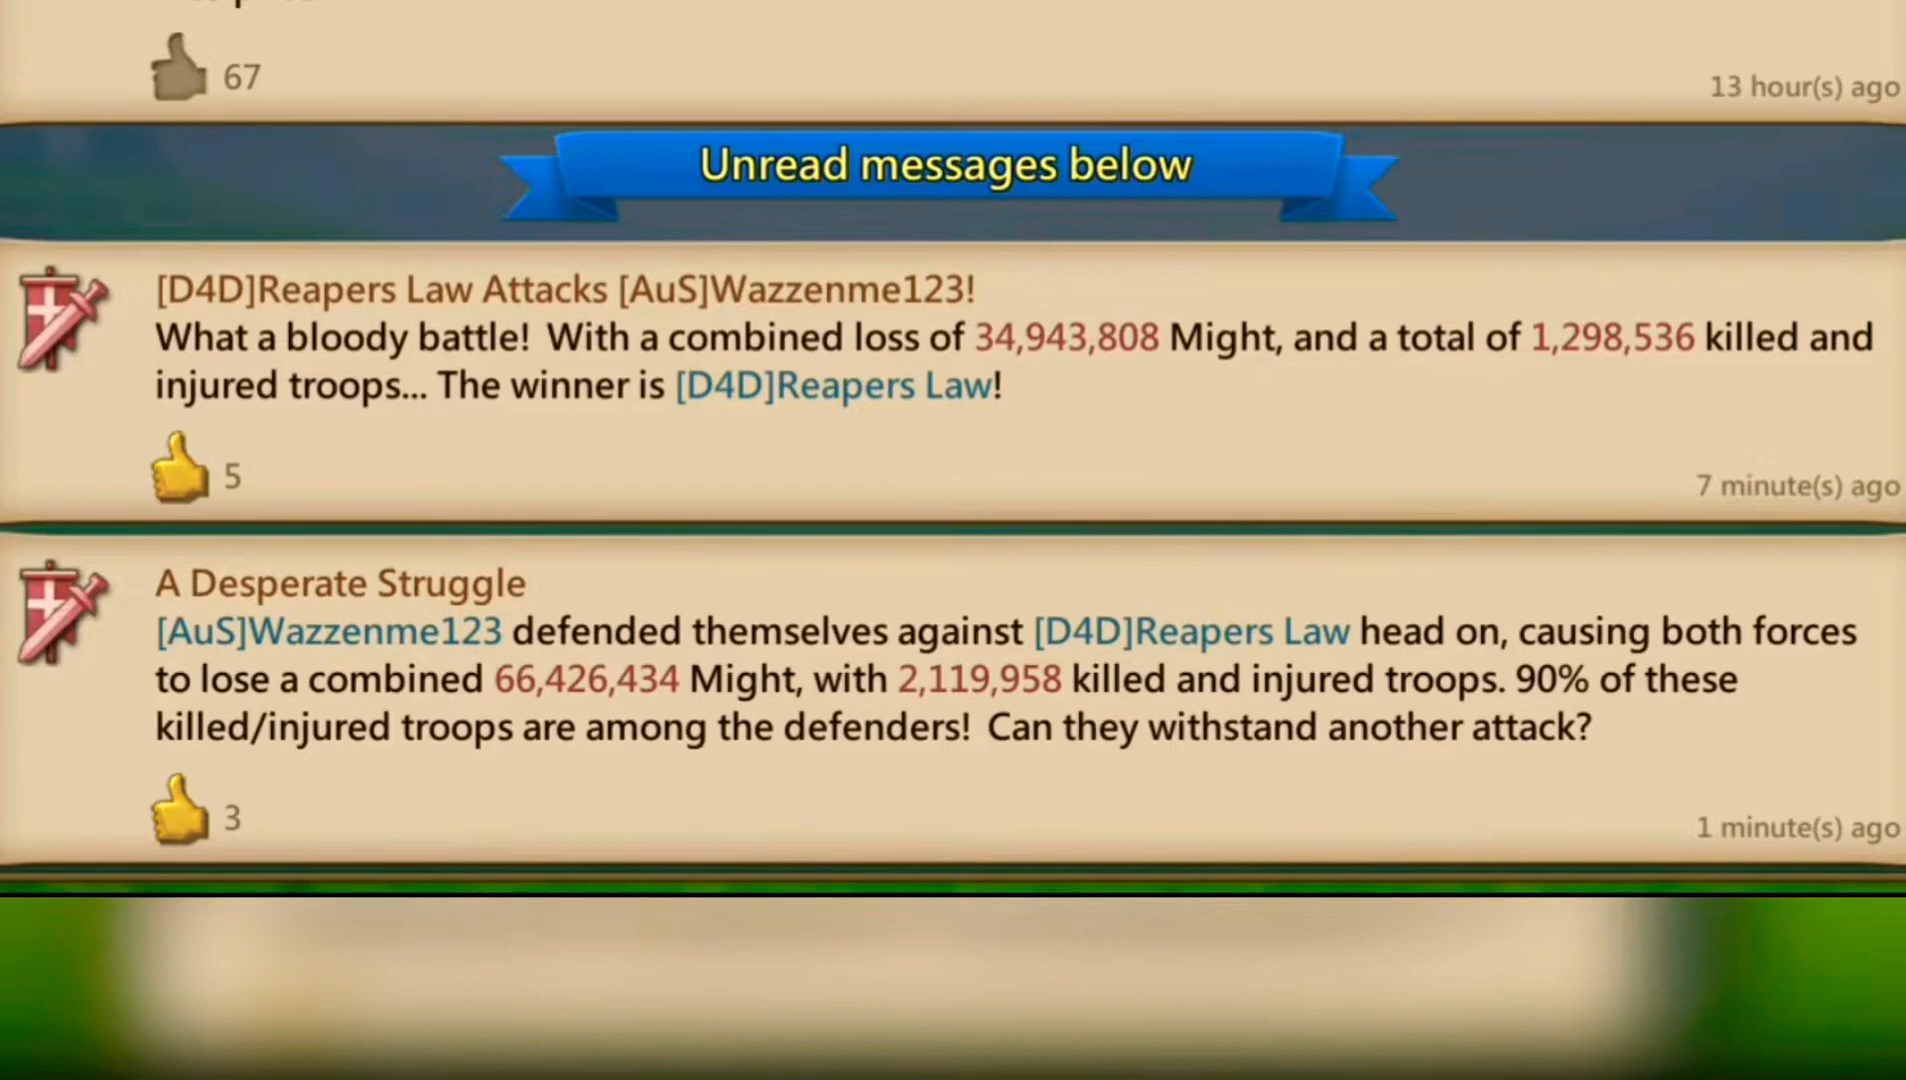 67
13 hour(s) ago
Unread messages below
[D4D]Reapers Law Attacks [AuS]Wazzenme123!
What a bloody battle! With a combined loss of 34,943,808 Might, and a total of 1,298,536 killed and
injured troops... The winner is [D4D]Reapers Law!
5
7 minute(s) ago
A Desperate Struggle
[AuS]Wazzenme123 defended themselves against [D4D]Reapers Law head on, causing both forces
to lose a combined 66,426,434 Might, with 2,119,958 killed and injured troops. 90% of these
killed/injured troops are among the defenders! Can they withstand another attack?
3
1 minute(s) ago